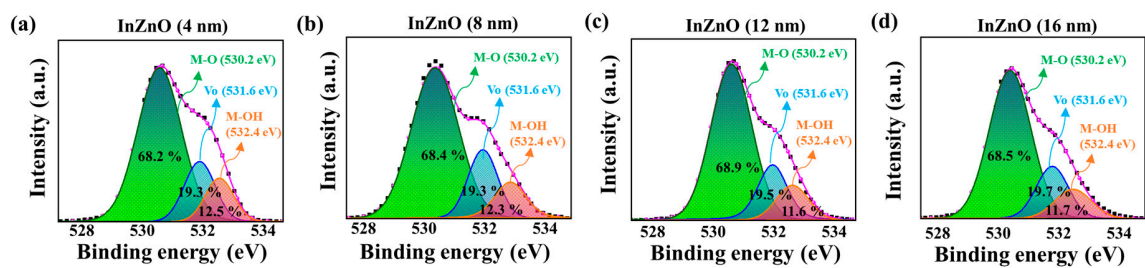 (a)
InZnO (4 nm)
Intensity (a.u.)
M-O (530.2 eV)
Vo (531.6 eV)
M-OH
(532.4 eV)
68.2 %
19.3 %
12.5 %
528 530 532 534
Binding energy (eV)
(b)
InZnO (8 nm)
Intensity (a.u.)
M-O (530.2 eV)
Vo (531.6 eV)
M-OH
(532.4 eV)
68.4 %
19.3 %
12.3 %
528 530 532 534
Binding energy (eV)
(c)
InZnO (12 nm)
Intensity (a.u.)
M-O (530.2 eV)
Vo (531.6 eV)
M-OH
(532.4 eV)
68.9 %
19.5 %
11.6 %
528 530 532 534
Binding energy (eV)
(d)
InZnO (16 nm)
Intensity (a.u.)
M-O (530.2 eV)
Vo (531.6 eV)
M-OH
(532.4 eV)
68.5 %
19.7 %
11.7 %
528 530 532 534
Binding energy (eV)